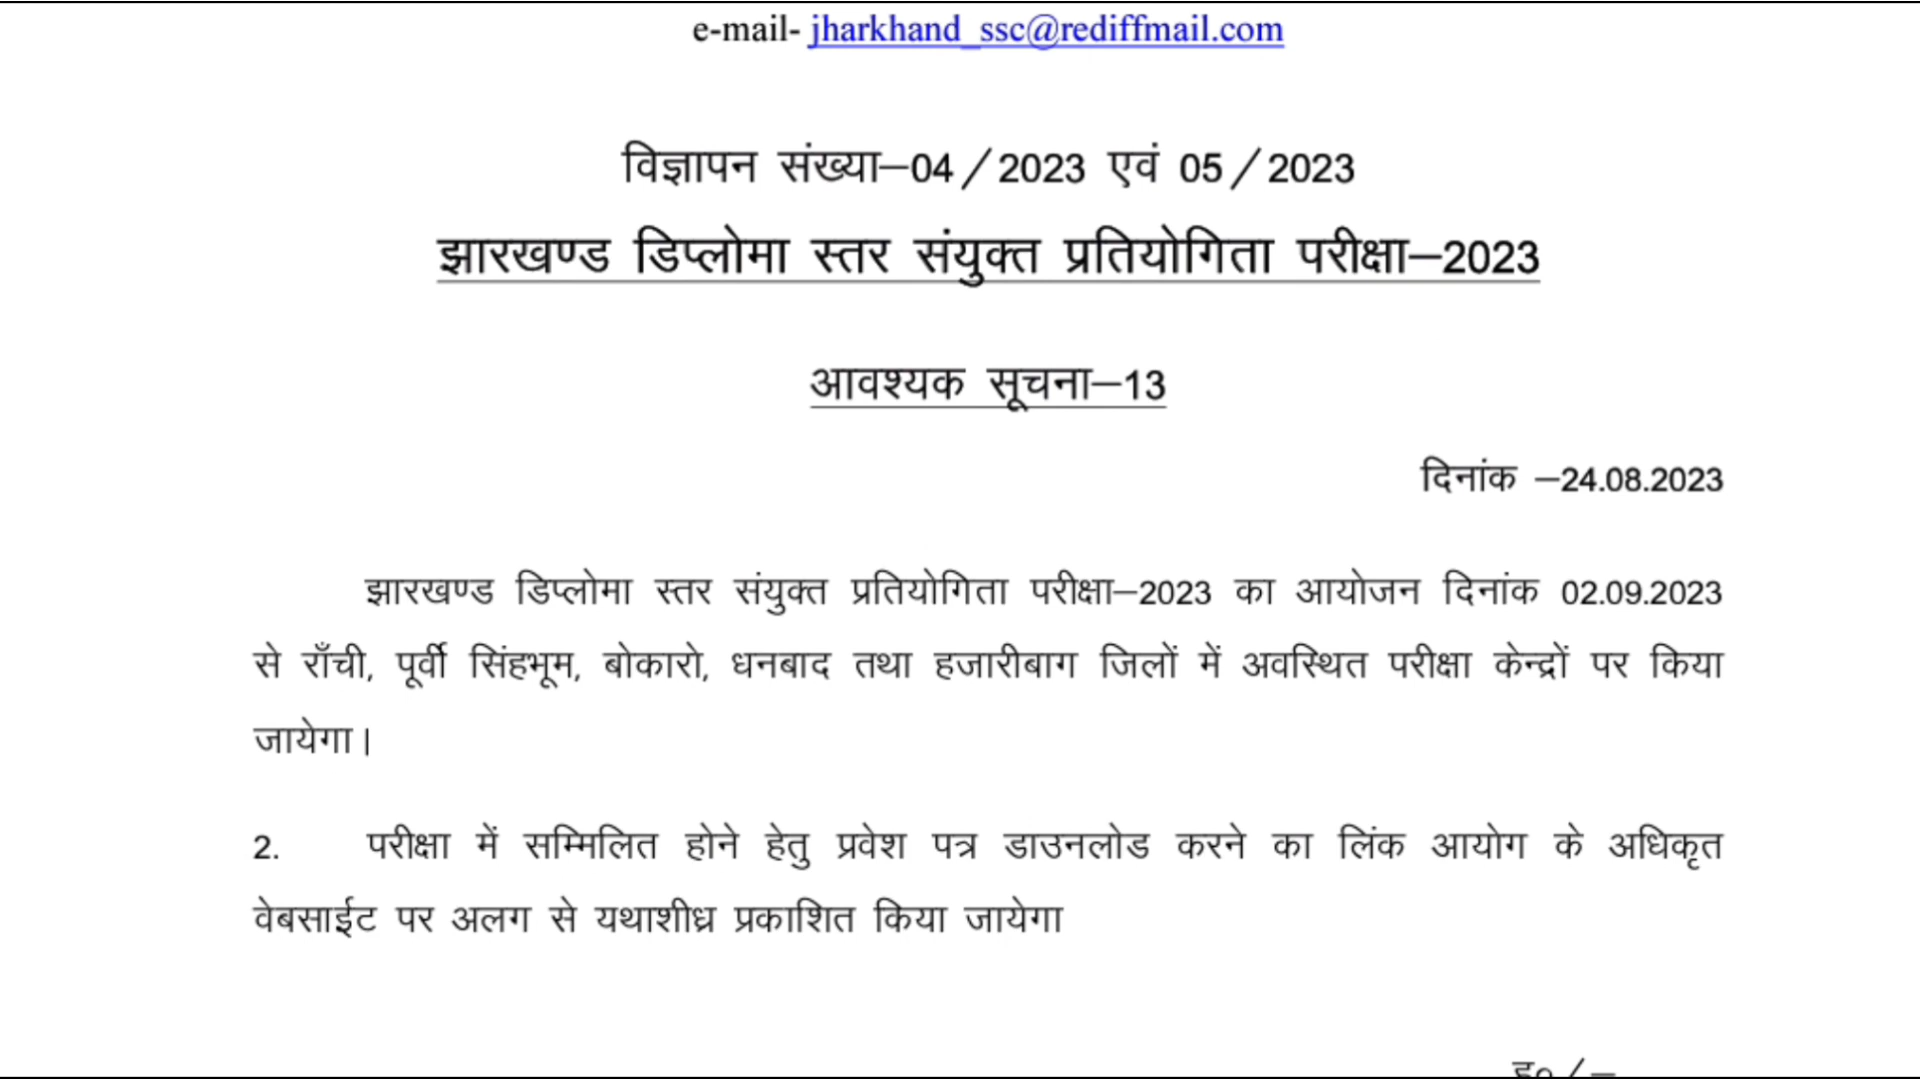 e-mail- jharkhand_ssc@rediffmail.com
विज्ञापन संख्या–04/2023 एवं 05/2023
झारखण्ड डिप्लोमा स्तर संयुक्त प्रतियोगिता परीक्षा–2023
आवश्यक सूचना–13
दिनांक –24.08.2023
झारखण्ड डिप्लोमा स्तर संयुक्त प्रतियोगिता परीक्षा–2023 का आयोजन दिनांक 02.09.2023
से राँची, पूर्वी सिंहभूम, बोकारो, धनबाद तथा हजारीबाग जिलों में अवस्थित परीक्षा केन्द्रों पर किया
जायेगा।
2. परीक्षा में सम्मिलित होने हेतु प्रवेश पत्र डाउनलोड करने का लिंक आयोग के अधिकृत
वेबसाईट पर अलग से यथाशीघ्र प्रकाशित किया जायेगा
ह०/–